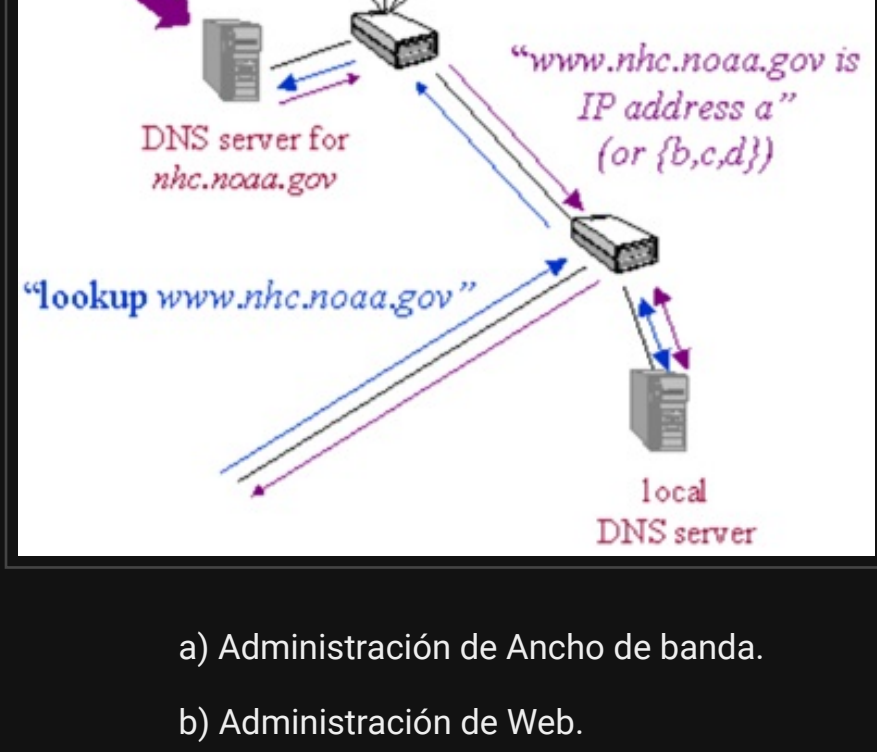 “www.nhc.noaa.gov is
IP address a”
(or {b,c,d})
DNS server for
nhc.noaa.gov
“lookup www.nhc.noaa.gov”
local
DNS server
a) Administración de Ancho de banda.
b) Administración de Web.